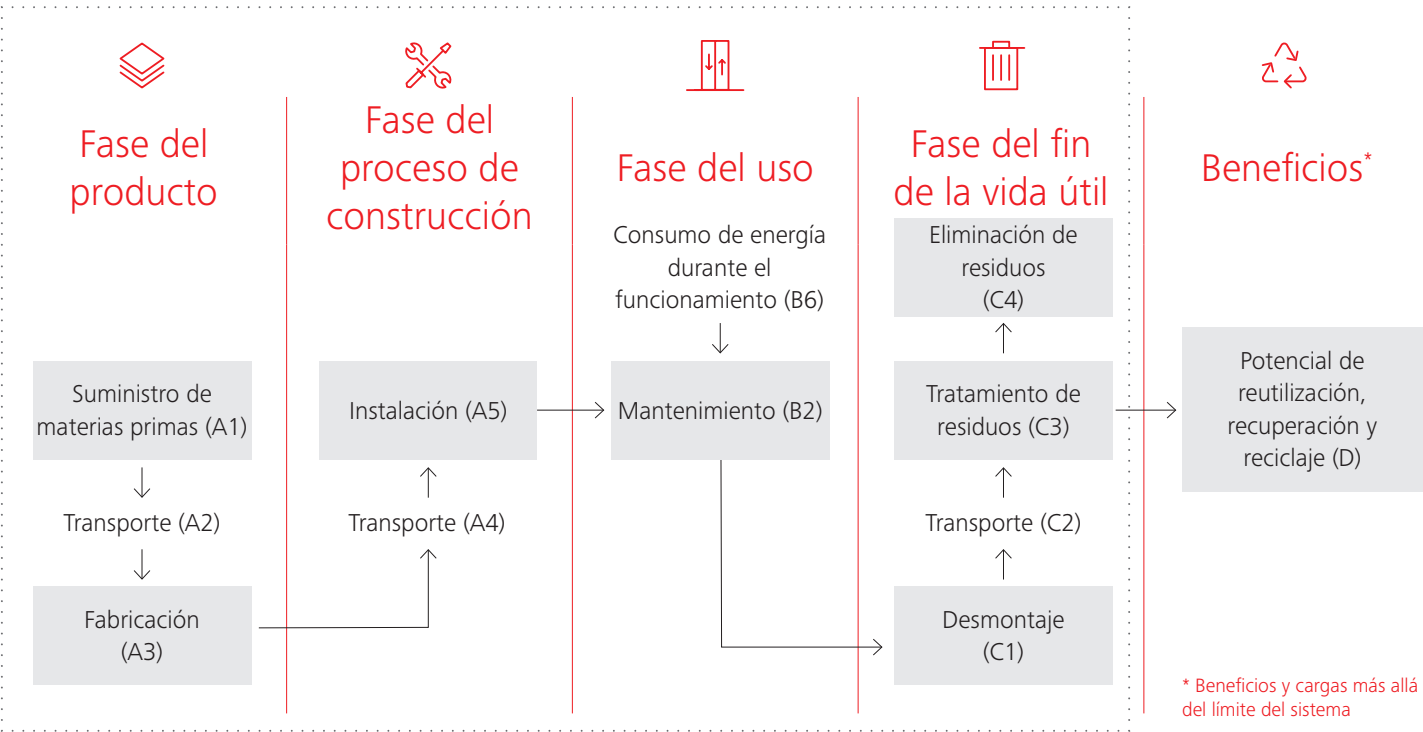 Fase del
producto
Suministro de
materias primas (A1)
Transporte (A2)
Fabricación
(A3)
Fase del
proceso de
construcción
Instalación (A5)
Transporte (A4)
Fase del uso
Consumo de energía
durante el
funcionamiento (B6)
Mantenimiento (B2)
Fase del fin
de la vida útil
Eliminación de
residuos
(C4)
Tratamiento de
residuos (C3)
Transporte (C2)
Desmontaje
(C1)
Beneficios*
Potencial de
reutilización,
recuperación y
reciclaje (D)
* Beneficios y cargas más allá
del límite del sistema